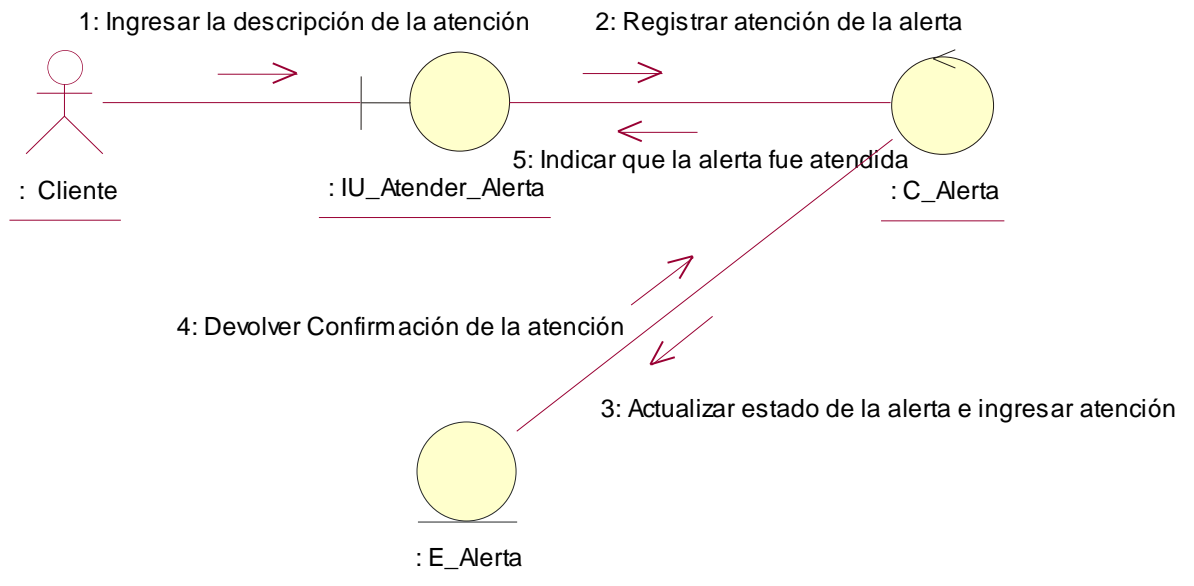 1: Ingresar la descripción de la atención
2: Registrar atención de la alerta
5: Indicar que la alerta fue atendida
: Cliente
: IU_Atender_Alerta
: C_Alerta
4: Devolver Confirmación de la atención
3: Actualizar estado de la alerta e ingresar atención
: E_Alerta